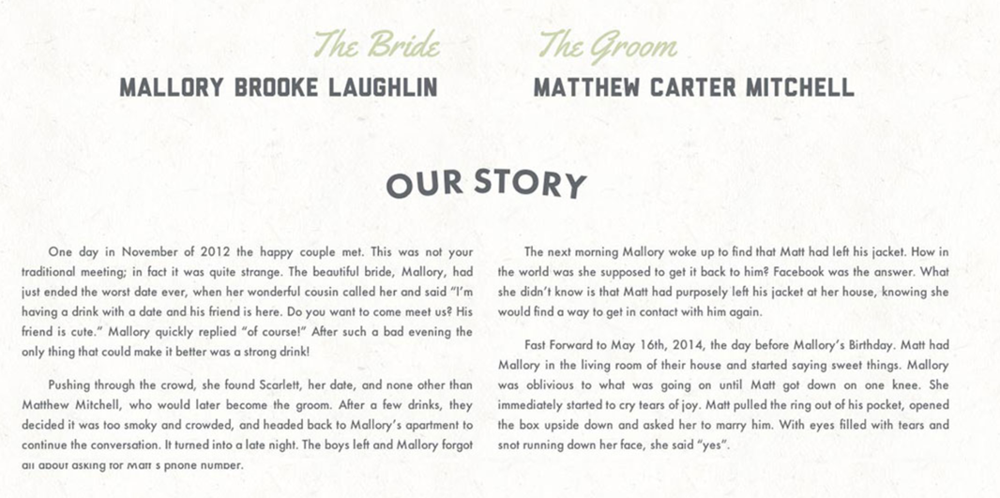 The Bride
MALLORY BROOKE LAUGHLIN
The Groom
MATTHEW CARTER MITCHELL
OUR STORY
One day in November of 2012 the happy couple met. This was not your
traditional meeting; in fact it was quite strange. The beautiful bride, Mallory, had
just ended the worst date ever, when her wonderful cousin called her and said “I’m
having a drink with a date and his friend is here. Do you want to come meet us? His
friend is cute.” Mallory quickly replied “of course!” After such a bad evening the
only thing that could make it better was a strong drink!
Pushing through the crowd, she found Scarlett, her date, and none other than
Matthew Mitchell, who would later become the groom. After a few drinks, they
decided it was too smoky and crowded, and headed back to Mallory’s apartment to
continue the conversation. It turned into a late night. The boys left and Mallory forgot
all about asking for Matt’s phone number.
The next morning Mallory woke up to find that Matt had left his jacket. How in
the world was she supposed to get it back to him? Facebook was the answer. What
she didn’t know is that Matt had purposely left his jacket at her house, knowing she
would find a way to get in contact with him again.
Fast Forward to May 16th, 2014, the day before Mallory’s Birthday. Matt had
Mallory in the living room of their house and started saying sweet things. Mallory
was oblivious to what was going on until Matt got down on one knee. She
immediately started to cry tears of joy. Matt pulled the ring out of his pocket, opened
the box upside down and asked her to marry him. With eyes filled with tears and
snot running down her face, she said “yes”.